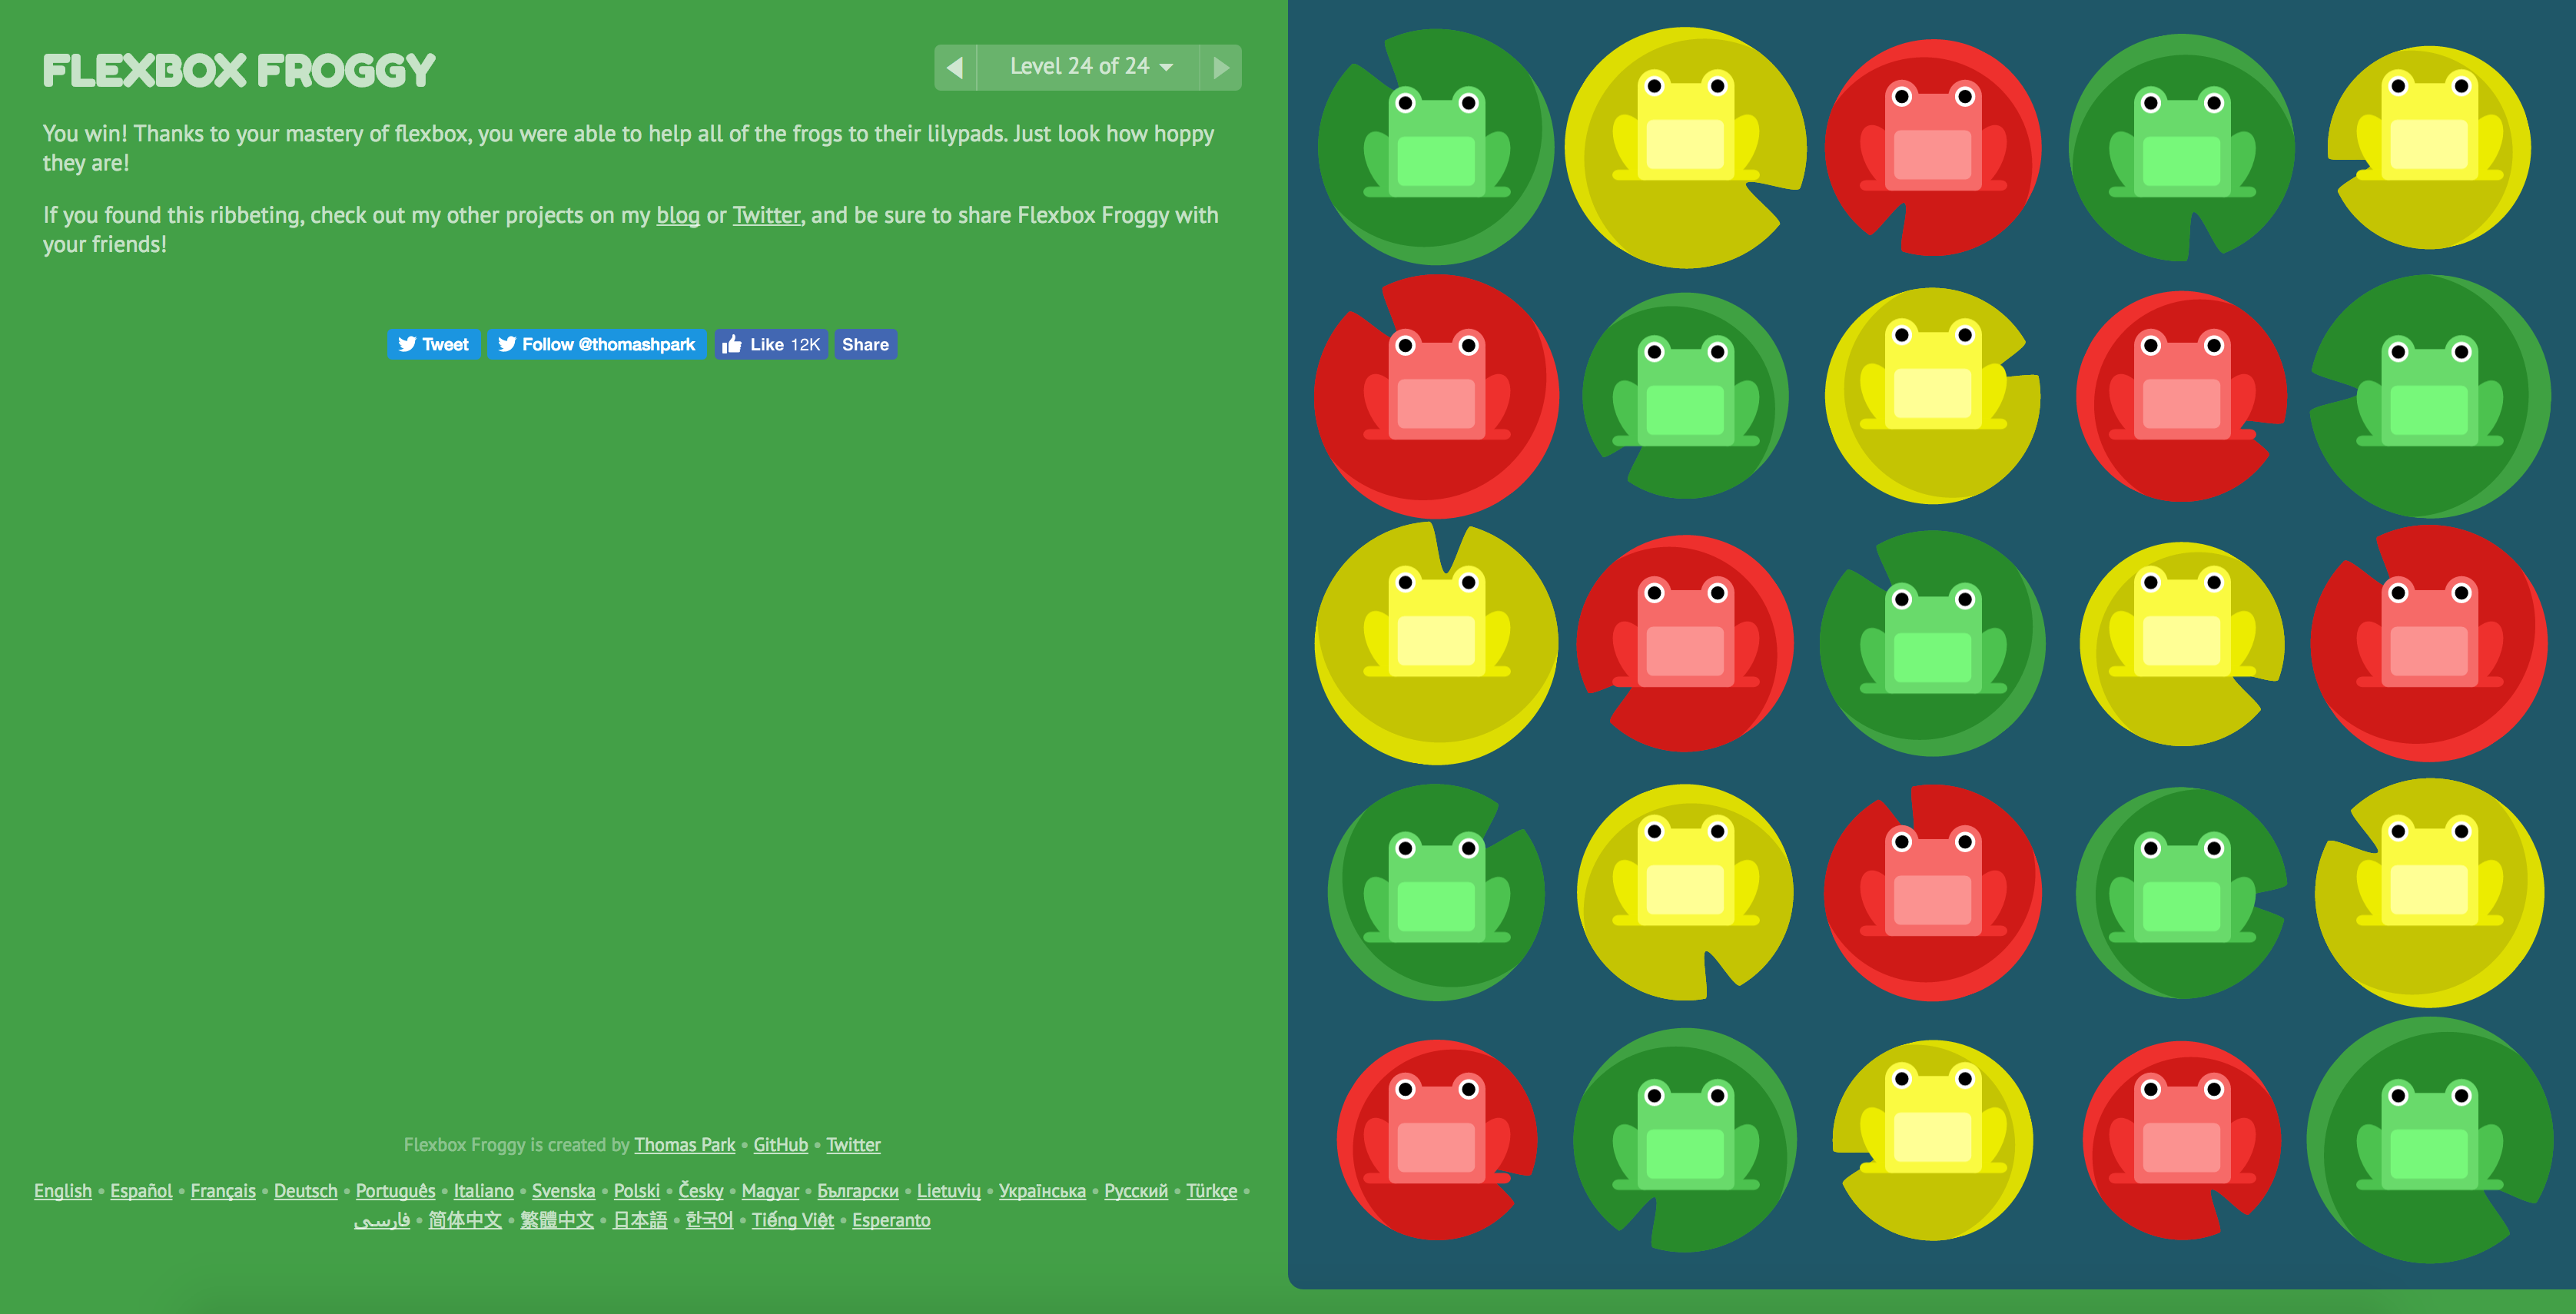 FLEXBOX FROGGY
Level 24 of 24
You win! Thanks to your mastery of flexbox, you were able to help all of the frogs to their lilypads. Just look how hoppy
they are!
If you found this ribbeting, check out my other projects on my blog or Twitter, and be sure to share Flexbox Froggy with
your friends!
Tweet Follow @thomashpark Like 12K Share
Flexbox Froggy is created by Thomas Park • GitHub • Twitter
English • Español • Français • Deutsch • Português • Italiano • Svenska • Polski • Česky • Magyar • Български • Lietuvių • Українська • Русский • Türkçe •
فارسی • 简体中文 • 繁體中文 • 日本語 • 한국어 • Tiếng Việt • Esperanto